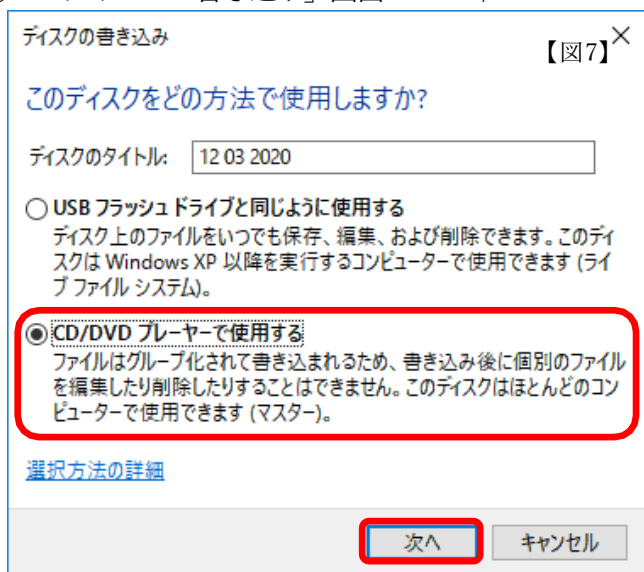 ディスクの書き込み
【図7】
このディスクをどの方法で使用しますか?
ディスクのタイトル: 12 03 2020
USB フラッシュ ドライブと同じように使用する
ディスク上のファイルをいつでも保存、編集、および削除できます。このディ
スクは Windows XP 以降を実行するコンピューターで使用できます (ライ
ブ ファイル システム)。
CD/DVD プレーヤーで使用する
ファイルはグループ化されて書き込まれるため、書き込み後に個別のファイル
を編集したり削除したりすることはできません。このディスクはほとんどのコン
ピューターで使用できます (マスター)。
選択方法の詳細
次へ キャンセル